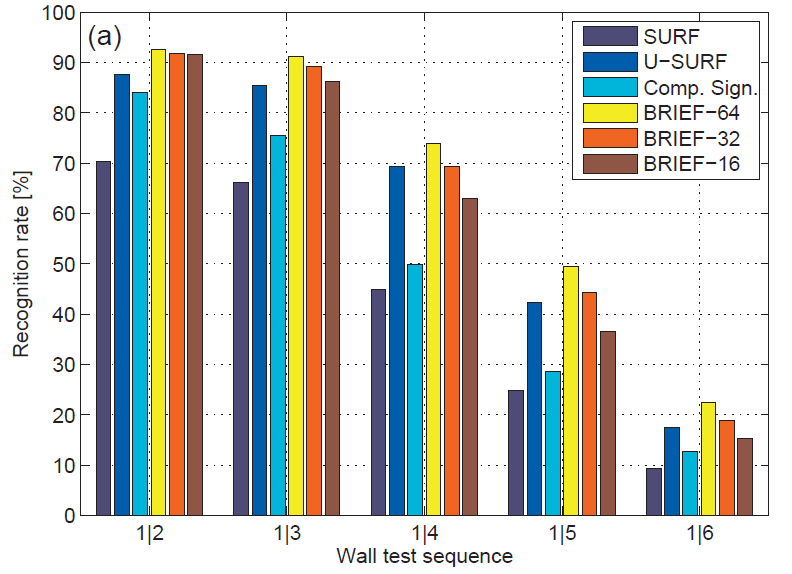 (a)
SURF
U−SURF
Comp. Sign.
BRIEF−64
BRIEF−32
BRIEF−16
Recognition rate [%]
100
90
80
70
60
50
40
30
20
10
0
1|2 1|3 1|4 1|5 1|6
Wall test sequence